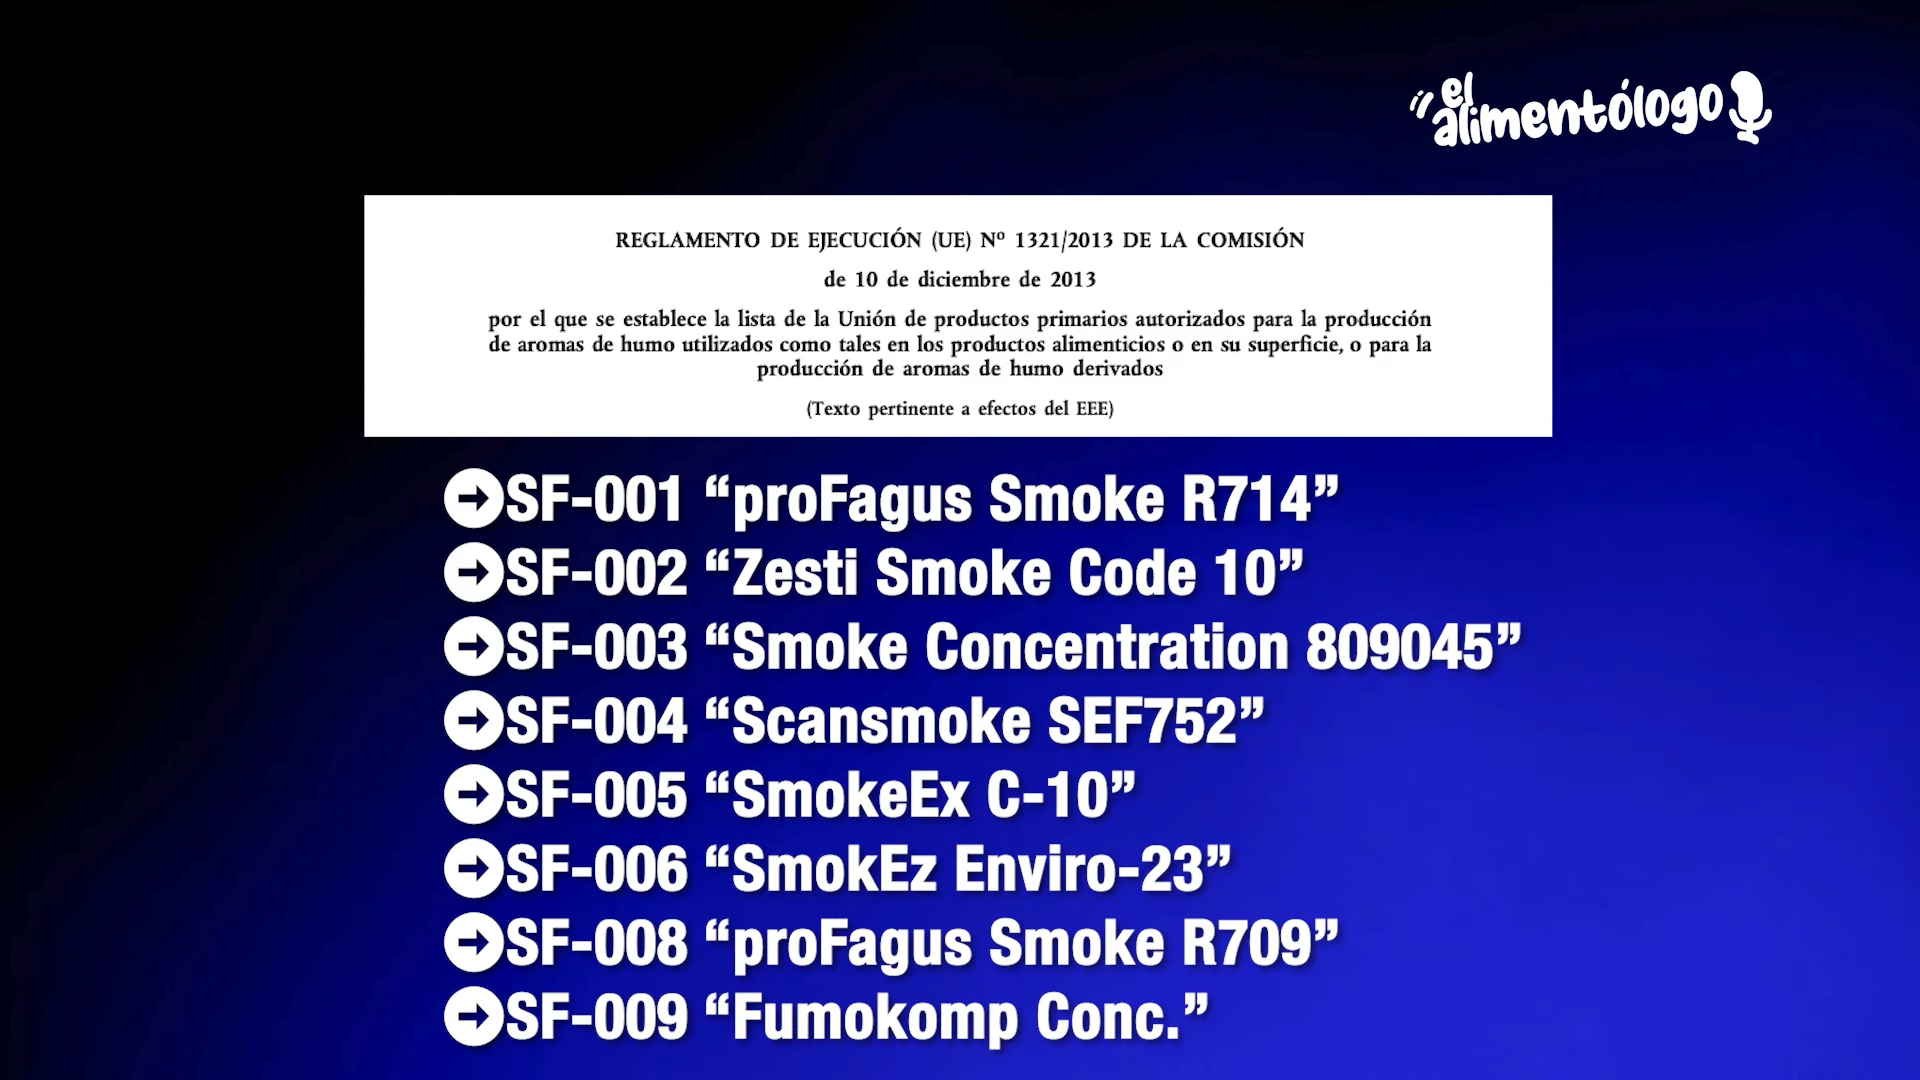 el
alimentólogo
REGLAMENTO DE EJECUCIÓN (UE) Nº 1321/2013 DE LA COMISIÓN
de 10 de diciembre de 2013
por el que se establece la lista de la Unión de productos primarios autorizados para la producción
de aromas de humo utilizados como tales en los productos alimenticios o en su superficie, o para la
producción de aromas de humo derivados
(Texto pertinente a efectos del EEE)
SF-001 “proFagus Smoke R714”
SF-002 “Zesti Smoke Code 10”
SF-003 “Smoke Concentration 809045”
SF-004 “Scansmoke SEF752”
SF-005 “SmokeEx C-10”
SF-006 “SmokEz Enviro-23”
SF-008 “proFagus Smoke R709”
SF-009 “Fumokomp Conc.”